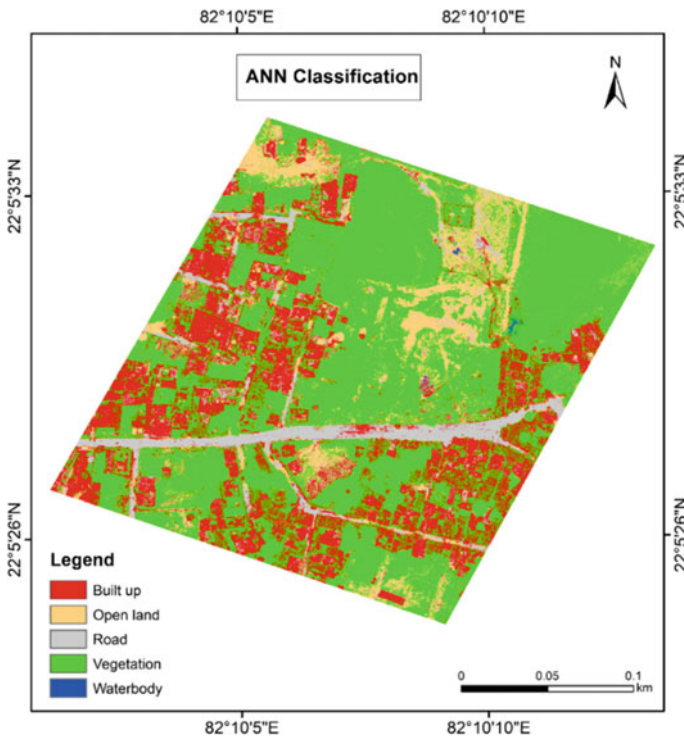 82°10'5"E 82°10'10"E
ANN Classification
N
22°5'33"N
22°5'33"N
22°5'26"N
22°5'26"N
Legend
Built up
Open land
Road
Vegetation
Waterbody
0 0.05 0.1
km
82°10'5"E 82°10'10"E